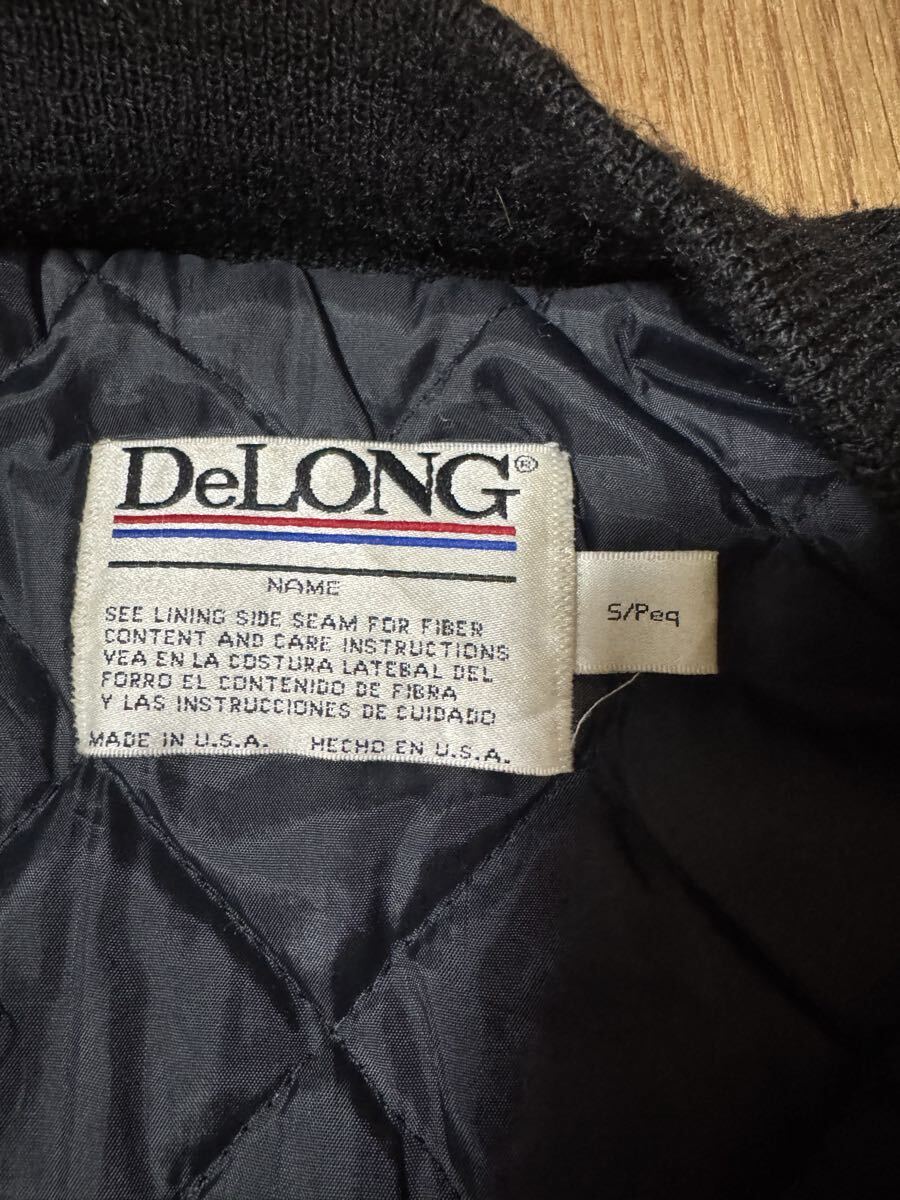 DeLONG®
NAME
SEE LINING SIDE SEAM FOR FIBER
CONTENT AND CARE INSTRUCTIONS
VEA EN LA COSTURA LATEBAL DEL
FORRO EL CONTENIDO DE FIBRA
Y LAS INSTRUCCIONES DE CUIDADO
MADE IN U.S.A. HECHO EN U.S.A.
S/Peq